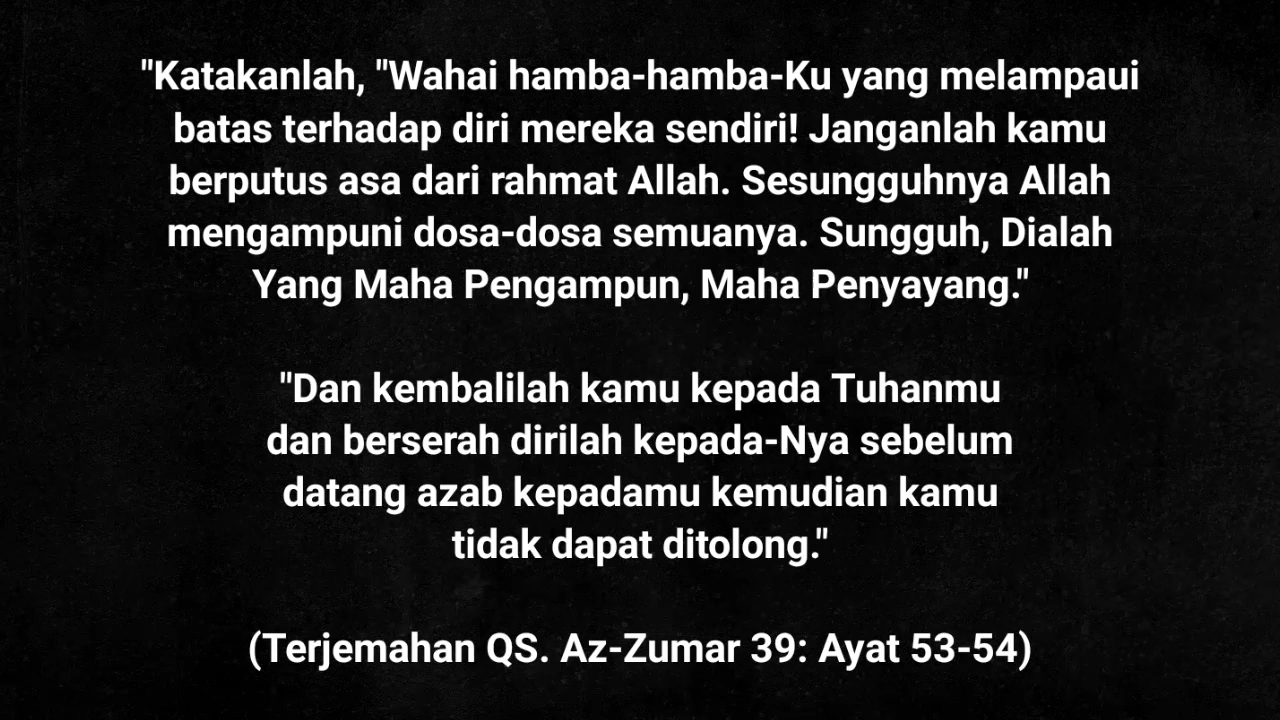 "Katakanlah, "Wahai hamba-hamba-Ku yang melampaui
batas terhadap diri mereka sendiri! Janganlah kamu
berputus asa dari rahmat Allah. Sesungguhnya Allah
mengampuni dosa-dosa semuanya. Sungguh, Dialah
Yang Maha Pengampun, Maha Penyayang."
"Dan kembalilah kamu kepada Tuhanmu
dan berserah dirilah kepada-Nya sebelum
datang azab kepadamu kemudian kamu
tidak dapat ditolong."
(Terjemahan QS. Az-Zumar 39: Ayat 53-54)